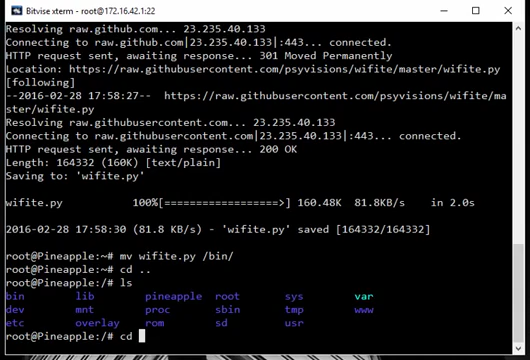 Bitvise xterm - root@172.16.42.1:22
Resolving raw.github.com... 23.235.40.133
Connecting to raw.github.com|23.235.40.133|:443... connected.
HTTP request sent, awaiting response... 301 Moved Permanently
Location: https://raw.githubusercontent.com/psyvisions/wifite/master/wifite.py
[following]
--2016-02-28 17:58:27--  https://raw.githubusercontent.com/psyvisions/wifite/ma
ster/wifite.py
Resolving raw.githubusercontent.com... 23.235.40.133
Connecting to raw.githubusercontent.com|23.235.40.133|:443... connected.
HTTP request sent, awaiting response... 200 OK
Length: 164332 (160K) [text/plain]
Saving to: 'wifite.py'
wifite.py 100%[==================>] 160.48K 81.8KB/s in 2.0s
2016-02-28 17:58:30 (81.8 KB/s) - 'wifite.py' saved [164332/164332]
root@Pineapple:~# mv wifite.py /bin/
root@Pineapple:~# cd ..
root@Pineapple:/# ls
bin lib pineapple root sys var
dev mnt proc sbin tmp www
etc overlay rom sd usr
root@Pineapple:/# cd